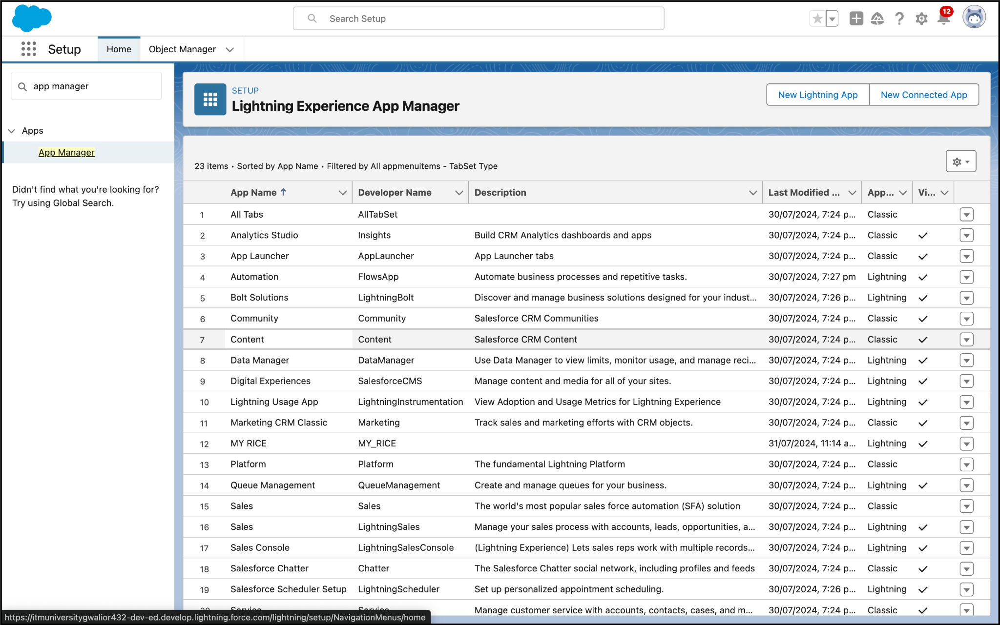 Search Setup
12
Setup
Home
Object Manager
app manager
Apps
App Manager
Didn't find what you're looking for?
Try using Global Search.
SETUP
Lightning Experience App Manager
New Lightning App
New Connected App
23 items • Sorted by App Name • Filtered by All appmenuitems - TabSet Type
App Name Developer Name Description Last Modified ... App... Vi...
1 All Tabs AllTabSet 30/07/2024, 7:24 p... Classic
2 Analytics Studio Insights Build CRM Analytics dashboards and apps 30/07/2024, 7:24 p... Classic
3 App Launcher AppLauncher App Launcher tabs 30/07/2024, 7:24 p... Classic
4 Automation FlowsApp Automate business processes and repetitive tasks. 30/07/2024, 7:27 pm Lightning
5 Bolt Solutions LightningBolt Discover and manage business solutions designed for your indust... 30/07/2024, 7:26 p... Lightning
6 Community Community Salesforce CRM Communities 30/07/2024, 7:24 p... Classic
7 Content Content Salesforce CRM Content 30/07/2024, 7:24 p... Classic
8 Data Manager DataManager Use Data Manager to view limits, monitor usage, and manage reci... 30/07/2024, 7:24 p... Lightning
9 Digital Experiences SalesforceCMS Manage content and media for all of your sites. 30/07/2024, 7:24 p... Lightning
10 Lightning Usage App LightningInstrumentation View Adoption and Usage Metrics for Lightning Experience 30/07/2024, 7:24 p... Lightning
11 Marketing CRM Classic Marketing Track sales and marketing efforts with CRM objects. 30/07/2024, 7:24 p... Classic
12 MY RICE MY_RICE 31/07/2024, 11:14 a... Lightning
13 Platform Platform The fundamental Lightning Platform 30/07/2024, 7:24 p... Classic
14 Queue Management QueueManagement Create and manage queues for your business. 30/07/2024, 7:24 p... Lightning
15 Sales Sales The world's most popular sales force automation (SFA) solution 30/07/2024, 7:24 p... Classic
16 Sales LightningSales Manage your sales process with accounts, leads, opportunities, a... 30/07/2024, 7:24 p... Lightning
17 Sales Console LightningSalesConsole (Lightning Experience) Lets sales reps work with multiple records... 30/07/2024, 7:24 p... Lightning
18 Salesforce Chatter Chatter The Salesforce Chatter social network, including profiles and feeds 30/07/2024, 7:24 p... Classic
19 Salesforce Scheduler Setup LightningScheduler Set up personalized appointment scheduling. 30/07/2024, 7:26 p... Lightning
20 Service Service Manage customer service with accounts, contacts, cases, and m... 30/07/2024, 7:24 p... Classic
https://itmuniversitygwalior432-dev-ed.develop.lightning.force.com/lightning/setup/NavigationMenus/home